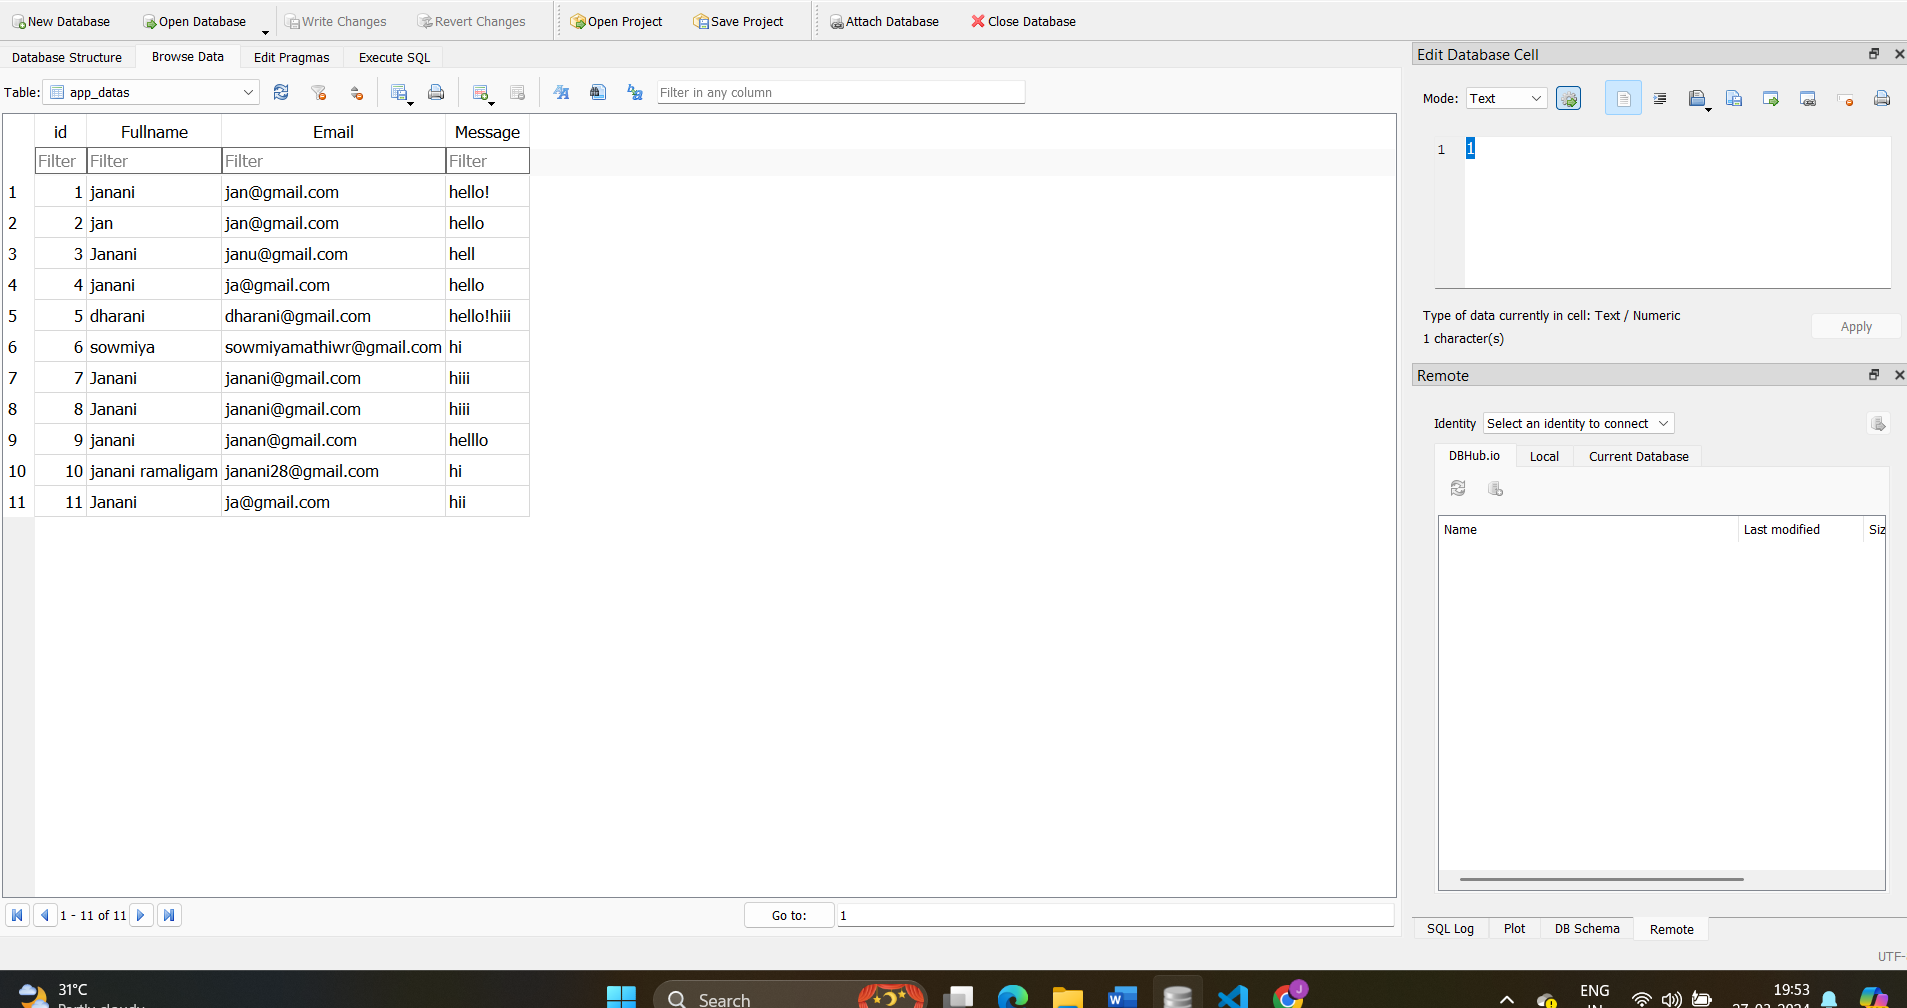 New Database Open Database Write Changes Revert Changes Open Project Save Project Attach Database Close Database
Database Structure Browse Data Edit Pragmas Execute SQL
Table: app_datas Filter in any column
id Fullname Email Message
Filter Filter Filter Filter
1 1 janani jan@gmail.com hello!
2 2 jan jan@gmail.com hello
3 3 Janani janu@gmail.com hell
4 4 janani ja@gmail.com hello
5 5 dharani dharani@gmail.com hello!hiii
6 6 sowmiya sowmiyamathiwr@gmail.com hi
7 7 Janani janani@gmail.com hiii
8 8 Janani janani@gmail.com hiii
9 9 janani janan@gmail.com helllo
10 10 janani ramaligam janani28@gmail.com hi
11 11 Janani ja@gmail.com hii
1 - 11 of 11 Go to: 1
Edit Database Cell
Mode: Text
1 1
Type of data currently in cell: Text / Numeric
1 character(s)
Apply
Remote
Identity Select an identity to connect
DBHub.io Local Current Database
Name Last modified Siz
SQL Log Plot DB Schema Remote
UTF-
31°C
Search
J
ENG
19:53